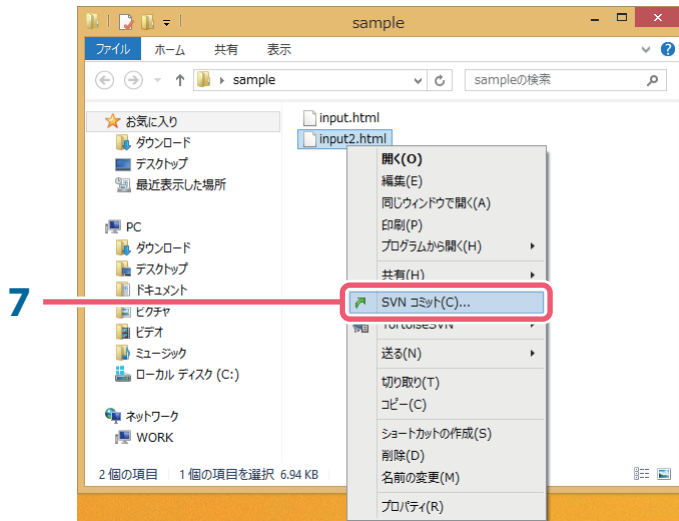 sample
ファイル ホーム 共有 表示
sample
sampleの検索
お気に入り
ダウンロード
デスクトップ
最近表示した場所
PC
ダウンロード
デスクトップ
ドキュメント
ピクチャ
ビデオ
ミュージック
ローカル ディスク (C:)
ネットワーク
WORK
input.html
input2.html
開く(O)
編集(E)
同じウィンドウで開く(A)
印刷(P)
プログラムから開く(H)
共有(H)
7
SVN コミット(C)...
TortoiseSVN
送る(N)
切り取り(T)
コピー(C)
ショートカットの作成(S)
削除(D)
名前の変更(M)
プロパティ(R)
2 個の項目 1 個の項目を選択 6.94 KB